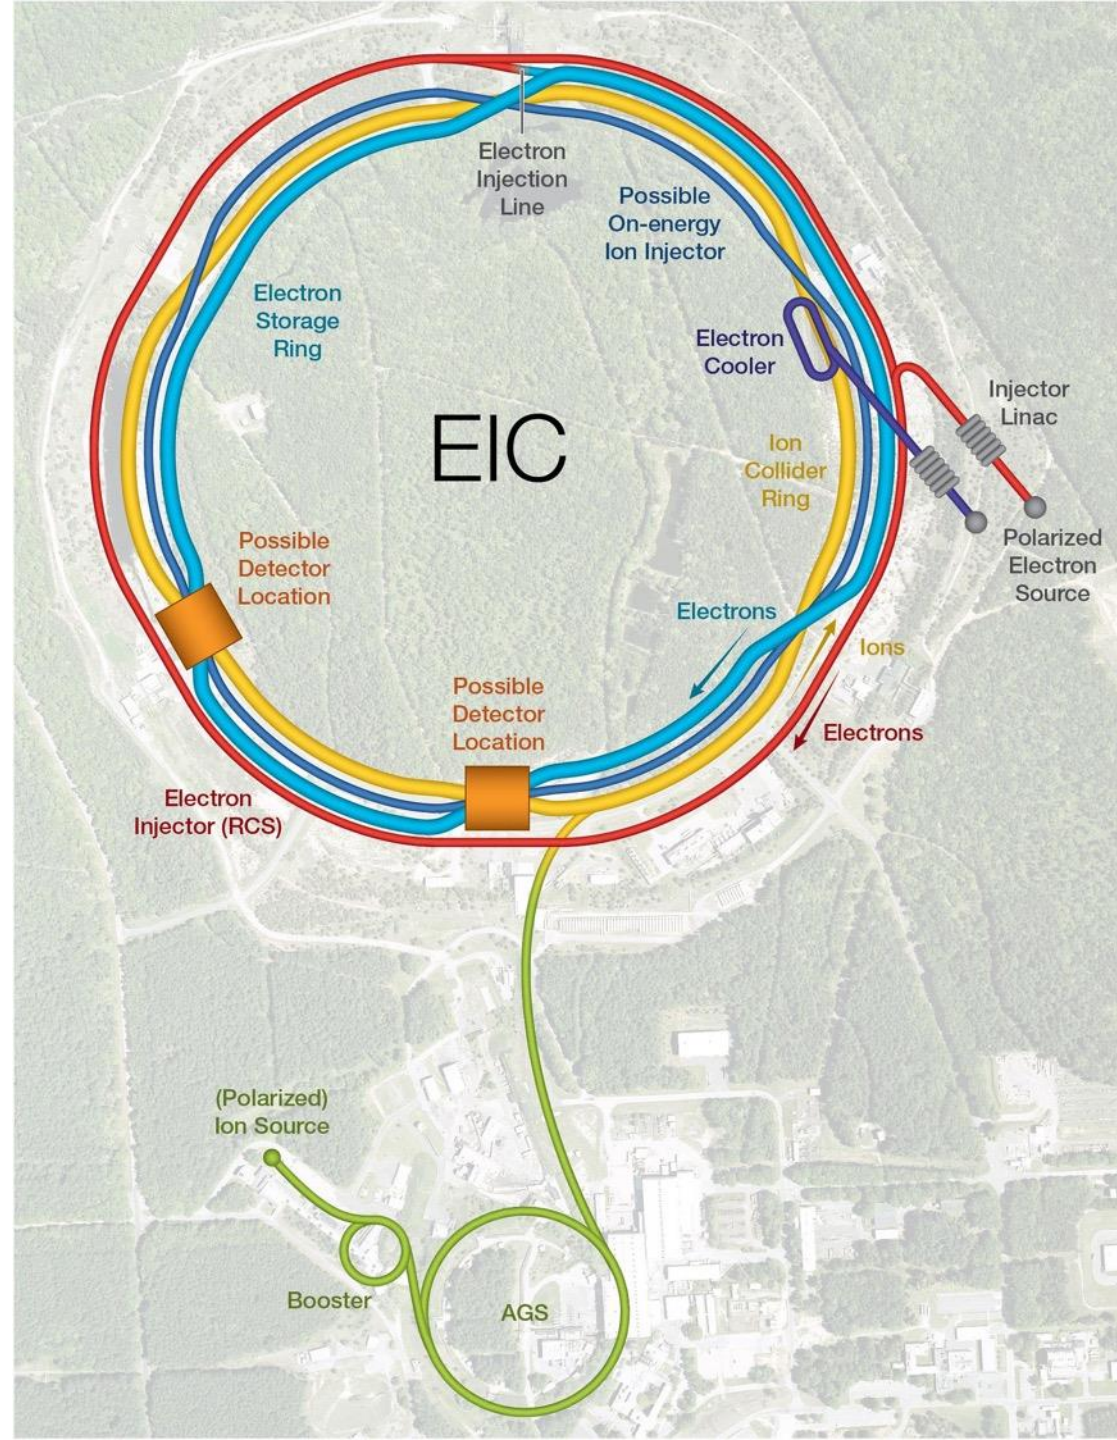 Electron
Injection
Line
Possible
On-energy
Ion Injector
Electron
Storage
Ring
Electron
Cooler
Injector
Linac
EIC
Ion
Collider
Ring
Possible
Detector
Location
Polarized
Electron
Source
Electrons
Ions
Possible
Detector
Location
Electrons
Electron
Injector (RCS)
(Polarized)
Ion Source
Booster
AGS